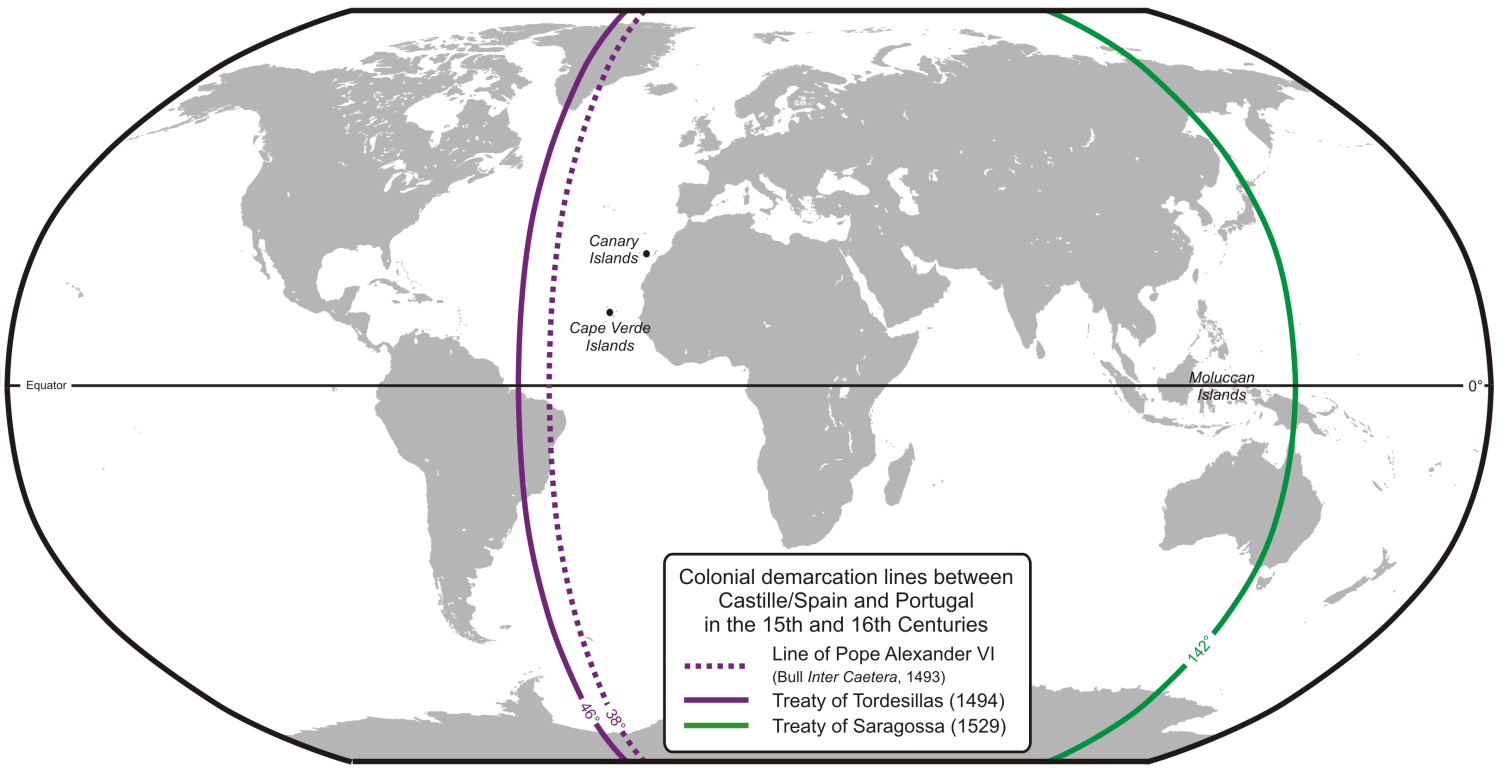 Canary
Islands
Cape Verde
Islands
Equator
Moluccan
Islands
0°
Colonial demarcation lines between
Castille/Spain and Portugal
in the 15th and 16th Centuries
Line of Pope Alexander VI
(Bull Inter Caetera, 1493)
Treaty of Tordesillas (1494)
Treaty of Saragossa (1529)
46°
38°
142°